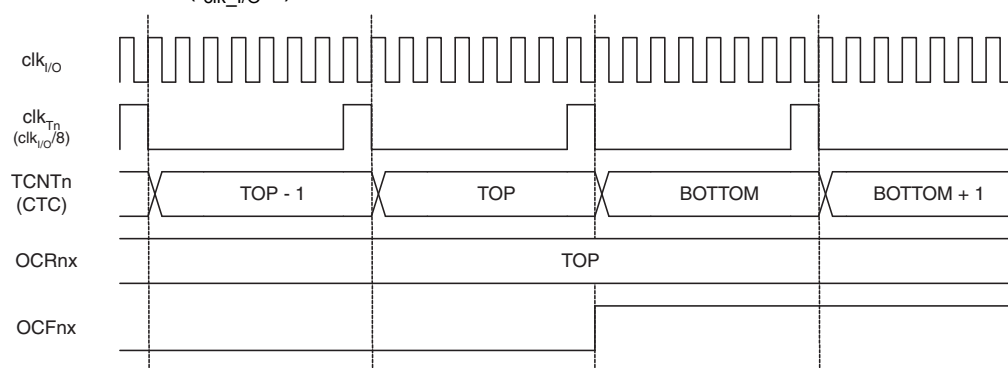 clkI/O
clkTn
(clkI/O/8)
TCNTn
(CTC)
TOP - 1
TOP
BOTTOM
BOTTOM + 1
OCRnx
TOP
OCFnx